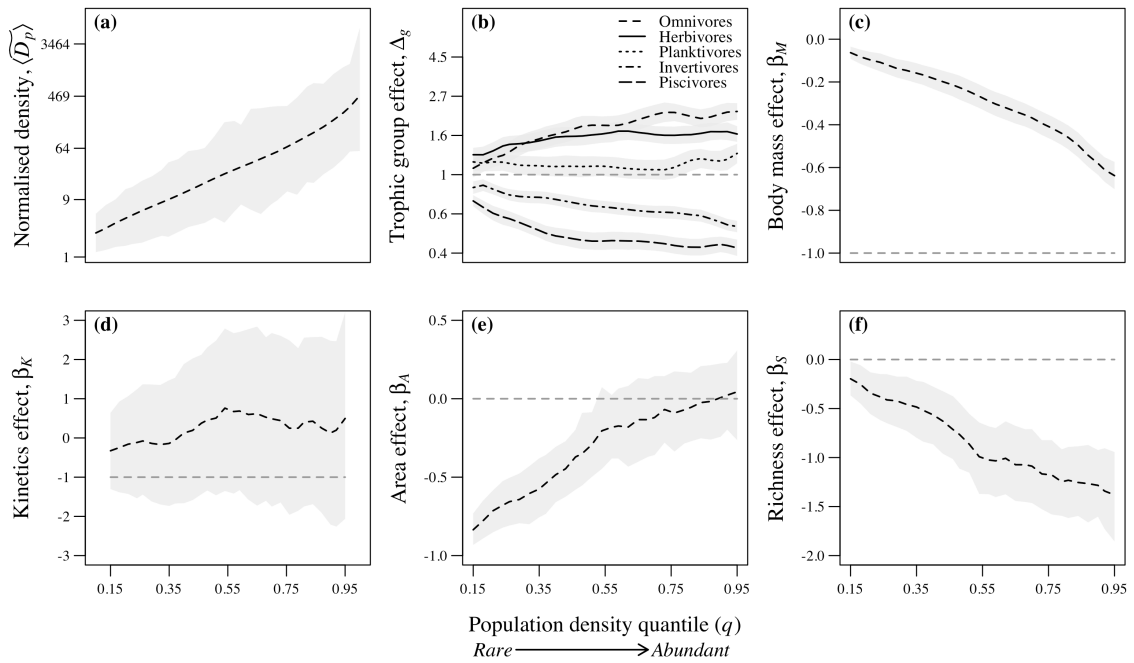 (a)
Normalised density, ⟨D̃p⟩
3464
469
64
9
1
(b)
Omnivores
Herbivores
Planktivores
Invertivores
Piscivores
Trophic group effect, Δg
4.5
2.7
1.6
1
0.6
0.4
(c)
Body mass effect, βM
0.0
-0.2
-0.4
-0.6
-0.8
-1.0
(d)
Kinetics effect, βK
3
2
1
0
-1
-2
-3
0.15 0.35 0.55 0.75 0.95
(e)
Area effect, βA
0.5
0.0
-0.5
-1.0
0.15 0.35 0.55 0.75 0.95
(f)
Richness effect, βS
0.0
-0.5
-1.0
-1.5
-2.0
0.15 0.35 0.55 0.75 0.95
Population density quantile (q)
Rare Abundant